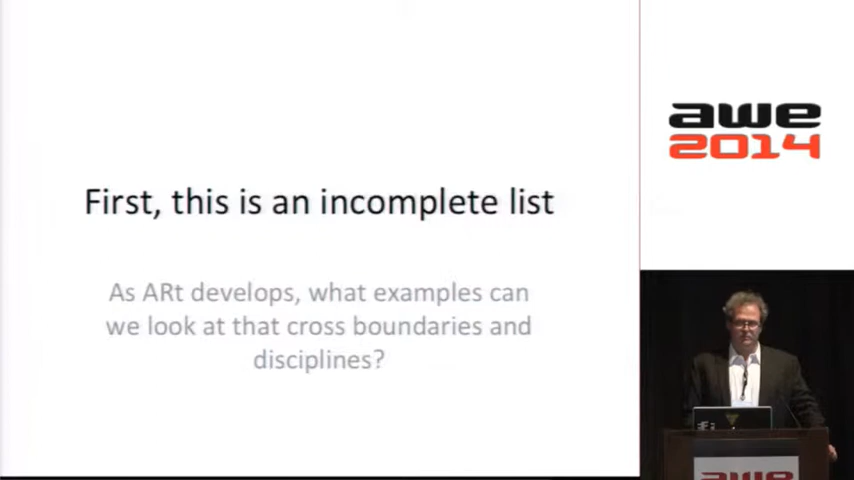 First, this is an incomplete list
As ARt develops, what examples can
we look at that cross boundaries and
disciplines?
awe
2014
awe